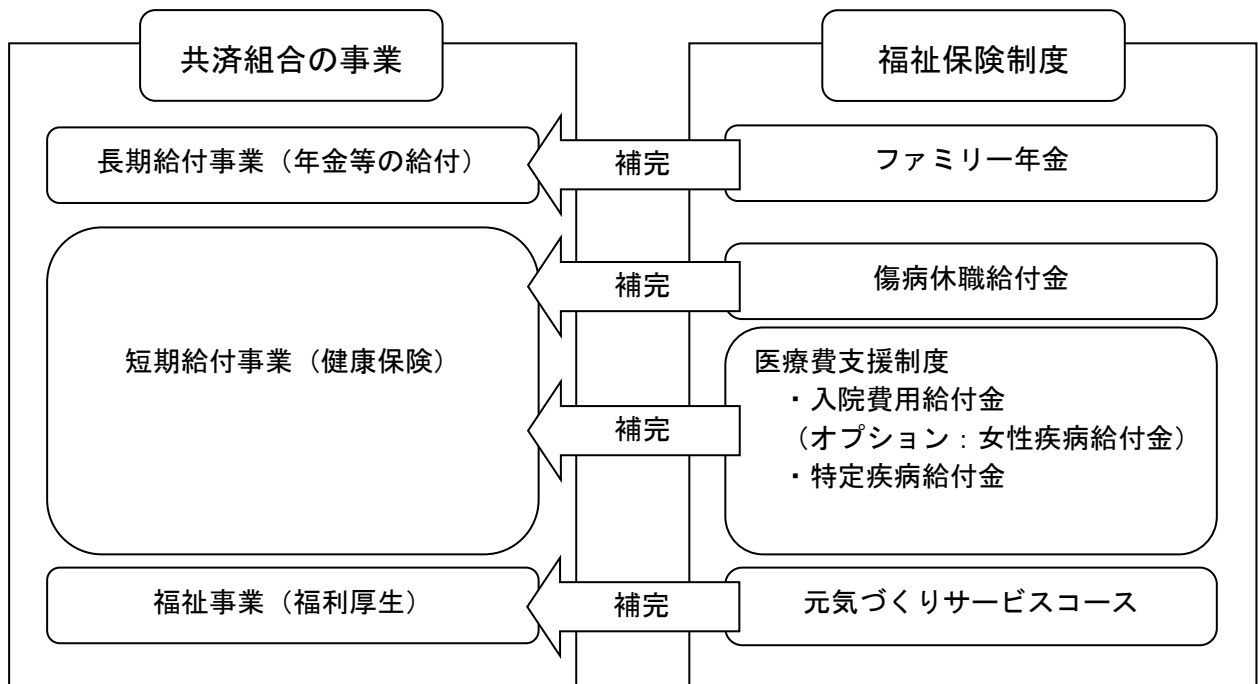 共済組合の事業
福祉保険制度
長期給付事業（年金等の給付）
補完
ファミリー年金
補完
傷病休職給付金
短期給付事業（健康保険）
補完
医療費支援制度
・入院費用給付金
（オプション：女性疾病給付金）
・特定疾病給付金
福祉事業（福利厚生）
補完
元気づくりサービスコース